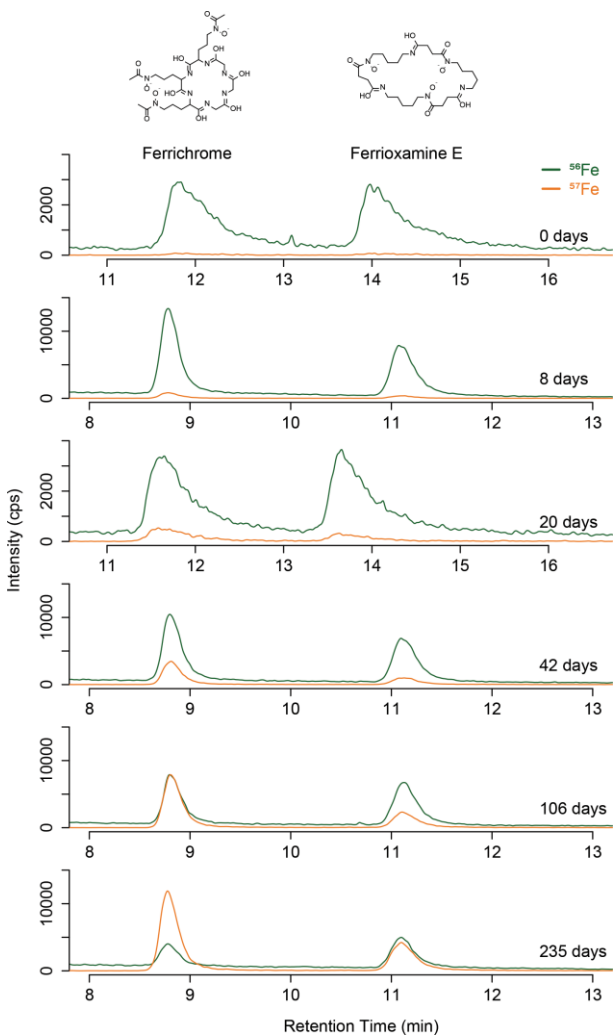 Ferrichrome Ferrioxamine E
⁵⁶Fe
⁵⁷Fe
0 days
0 2000
11 12 13 14 15 16
8 days
0 10000
8 9 10 11 12 13
20 days
0 2000
11 12 13 14 15 16
Intensity (cps)
42 days
0 10000
8 9 10 11 12 13
106 days
0 10000
8 9 10 11 12 13
235 days
0 10000
8 9 10 11 12 13
Retention Time (min)